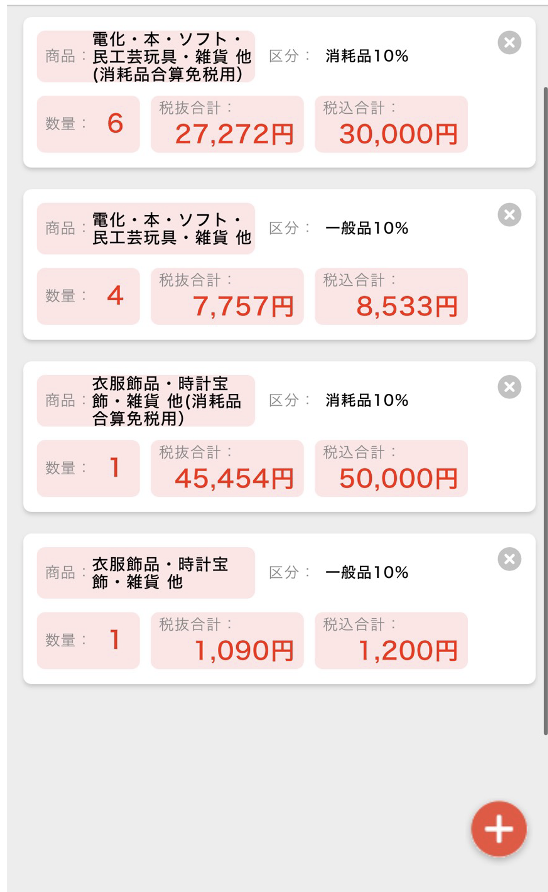 商品： 電化・本・ソフト・民工芸玩具・雑貨 他(消耗品合算免税用) 区分： 消耗品10%
数量： 6 税抜合計： 27,272円 税込合計： 30,000円
商品： 電化・本・ソフト・民工芸玩具・雑貨 他 区分： 一般品10%
数量： 4 税抜合計： 7,757円 税込合計： 8,533円
商品： 衣服飾品・時計宝飾・雑貨 他(消耗品合算免税用) 区分： 消耗品10%
数量： 1 税抜合計： 45,454円 税込合計： 50,000円
商品： 衣服飾品・時計宝飾・雑貨 他 区分： 一般品10%
数量： 1 税抜合計： 1,090円 税込合計： 1,200円